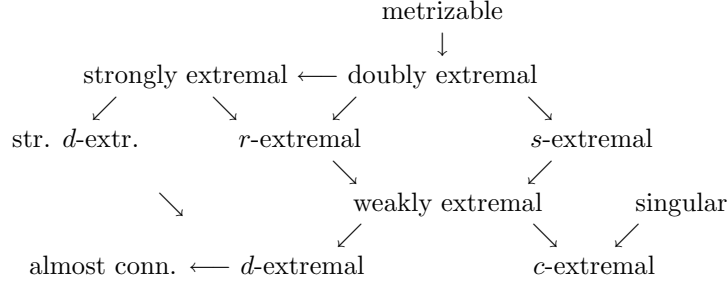 metrizable
strongly extremal ← doubly extremal
str. d-extr. r-extremal s-extremal
weakly extremal singular
almost conn. ← d-extremal c-extremal